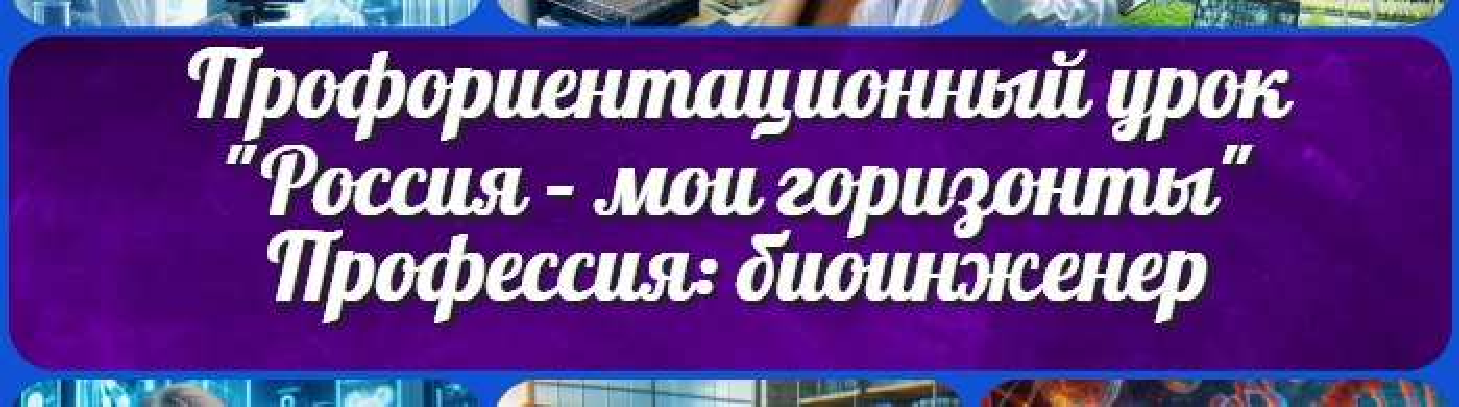 Профориентационный урок
"Россия - мои горизонты"
Профессия: биоинженер